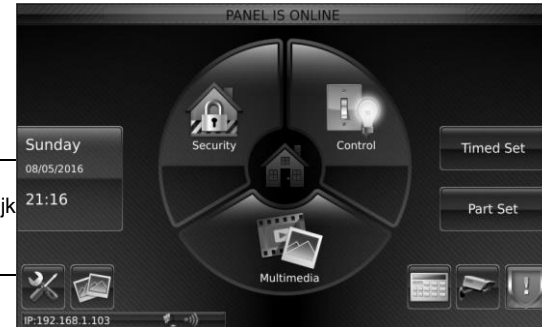 PANEL IS ONLINE
Security
Control
Sunday
08/05/2016
21:16
Timed Set
Part Set
jk
Multimedia
IP:192.168.1.103